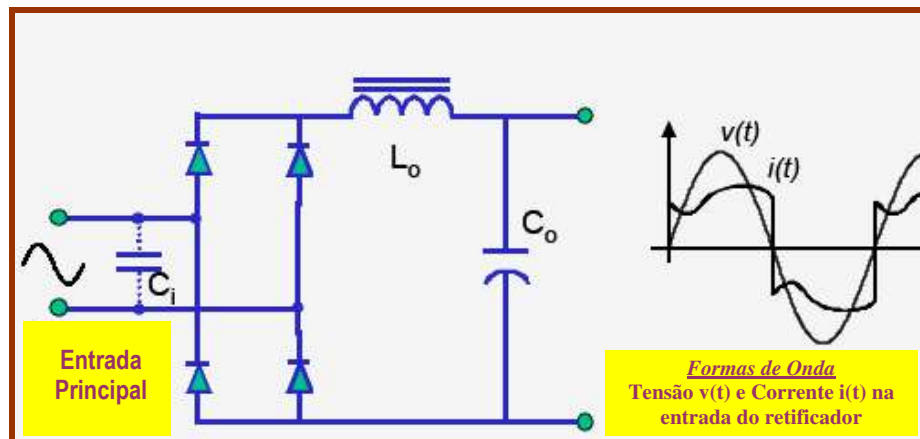 v(t)
i(t)
Lo
Co
Ci
Entrada
Principal
Formas de Onda
Tensão v(t) e Corrente i(t) na
entrada do retificador